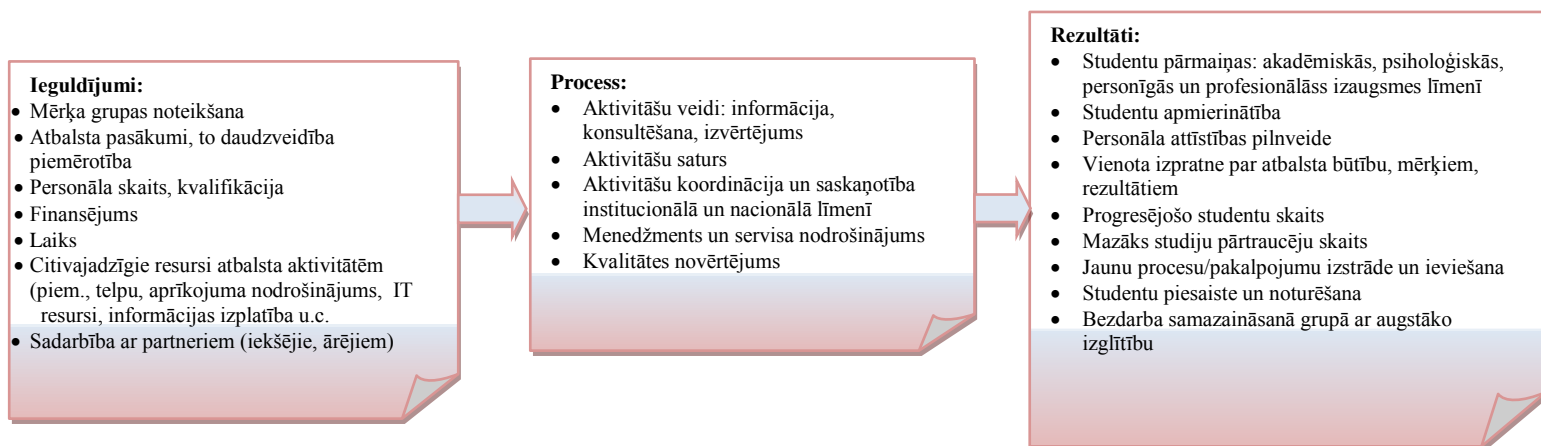 Ieguldījumi:
• Mērķa grupas noteikšana
• Atbalsta pasākumi, to daudzveidība
piemērotība
• Personāla skaits, kvalifikācija
• Finansējums
• Laiks
• Citivajadzīgie resursi atbalsta aktivitātēm
(piem., telpu, aprīkojuma nodrošinājums, IT
resursi, informācijas izplatība u.c.
• Sadarbība ar partneriem (iekšējie, ārējiem)
Process:
• Aktivitāšu veidi: informācija,
konsultēšana, izvērtējums
• Aktivitāšu saturs
• Aktivitāšu koordinācija un saskaņotība
institucionālā un nacionālā līmenī
• Menedžments un servisa nodrošinājums
• Kvalitātes novērtējums
Rezultāti:
• Studentu pārmaiņas: akadēmiskās, psiholoģiskās,
personīgās un profesionālāss izaugsmes līmenī
• Studentu apmierinātība
• Personāla attīstības pilnveide
• Vienota izpratne par atbalsta būtību, mērķiem,
rezultātiem
• Progresējošo studentu skaits
• Mazāks studiju pārtraucēju skaits
• Jaunu procesu/pakalpojumu izstrāde un ieviešana
• Studentu piesaiste un noturēšana
• Bezdarba samazaināsanā grupā ar augstāko
izglītību